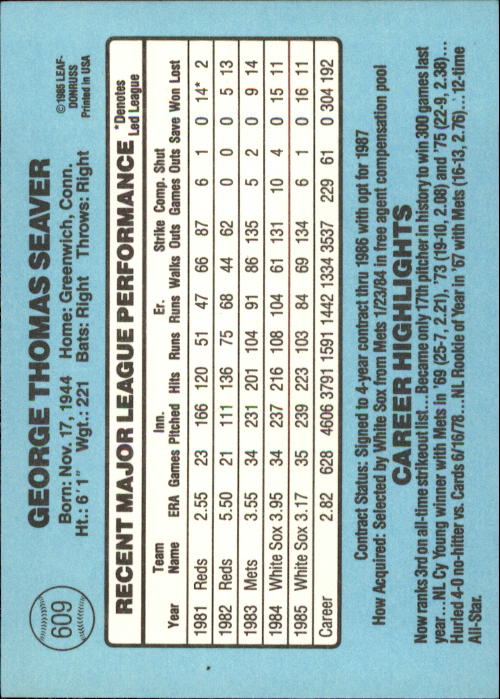 609
GEORGE THOMAS SEAVER
©1985 LEAF-
DONRUSS
Printed in USA
Born: Nov, 17, 1944 Home: Greenwich, Conn.
Ht.: 6'1" Wgt.: 221 Bats: Right Throws: Right
RECENT MAJOR LEAGUE PERFORMANCE *Denotes
Led League
Team Inn. Er. Strike Comp. Shut
Year Name ERA Games Pitched Hits Runs Runs Walks Outs Games Outs Save Won Lost
1981 Reds 2.55 23 166 120 51 47 66 87 6 1 0 14* 2
1982 Reds 5.50 21 111 136 75 68 44 62 0 0 0 5 13
1983 Mets 3.55 34 231 201 104 91 86 135 5 2 0 9 14
1984 White Sox 3.95 34 237 216 108 104 61 131 10 4 0 15 11
1985 White Sox 3.17 35 239 223 103 84 69 134 6 1 0 16 11
Career 2.82 628 4606 3791 1591 1442 1334 3537 229 61 0 304 192
Contract Status: Signed to 4-year contract thru 1986 with opt for 1987
How Acquired: Selected by White Sox from Mets 1/23/84 in free agent compensation pool
CAREER HIGHLIGHTS
Now ranks 3rd on all-time strikeout list....Became only 17th pitcher in history to win 300 games last
year....NL Cy Young winner with Mets in '69 (25-7, 2.21), '73 (19-10, 2.08) and '75 (22-9, 2.38)....
Hurled 4-0 no-hitter vs. Cards 6/16/78....NL Rookie of Year in '67 with Mets (16-13, 2.76)....12-time
All-Star.